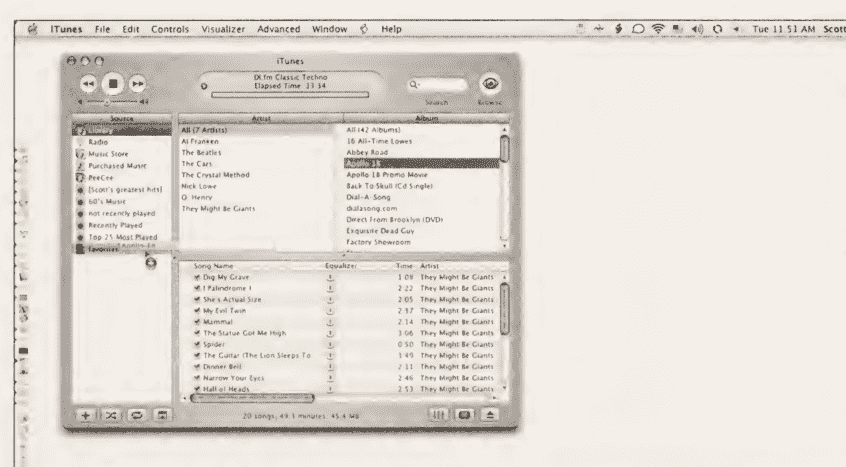 iTunes File Edit Controls Visualizer Advanced Window Help Tue 11 51 AM Scott
iTunes
DI.fm Classic Techno
Elapsed Time 33 34
Search
Browse
Source
Library
Radio
Music Store
Purchased Music
PeeCee
[Scott's greatest hits]
60's Music
not recently played
Recently Played
Top 25 Most Played
Favorites
Artist
All (7 Artists)
Al Franken
The Beatles
The Cars
The Crystal Method
Nick Lowe
O. Henry
They Might Be Giants
Album
All (42 Albums)
16 All-Time Lowes
Abbey Road
Apollo 18
Apollo 18 Promo Movie
Back To Skull (Cd Single)
Dial-A-Song
dialasong.com
Direct From Brooklyn (DVD)
Exquisite Dead Guy
Factory Showroom
Song Name Equalizer Time Artist
Dig My Grave 1 09 They Might Be Giants
I Palindrome I 2 22 They Might Be Giants
She's Actual Size 2 05 They Might Be Giants
My Evil Twin 2 37 They Might Be Giants
Mammal 2 14 They Might Be Giants
The Statue Got Me High 3 06 They Might Be Giants
Spider 0 50 They Might Be Giants
The Guitar (The Lion Sleeps To 3 49 They Might Be Giants
Dinner Bell 2 11 They Might Be Giants
Narrow Your Eyes 2 46 They Might Be Giants
Hall of Heads 2 53 They Might Be Giants
20 songs, 49.3 minutes, 45.4 MB